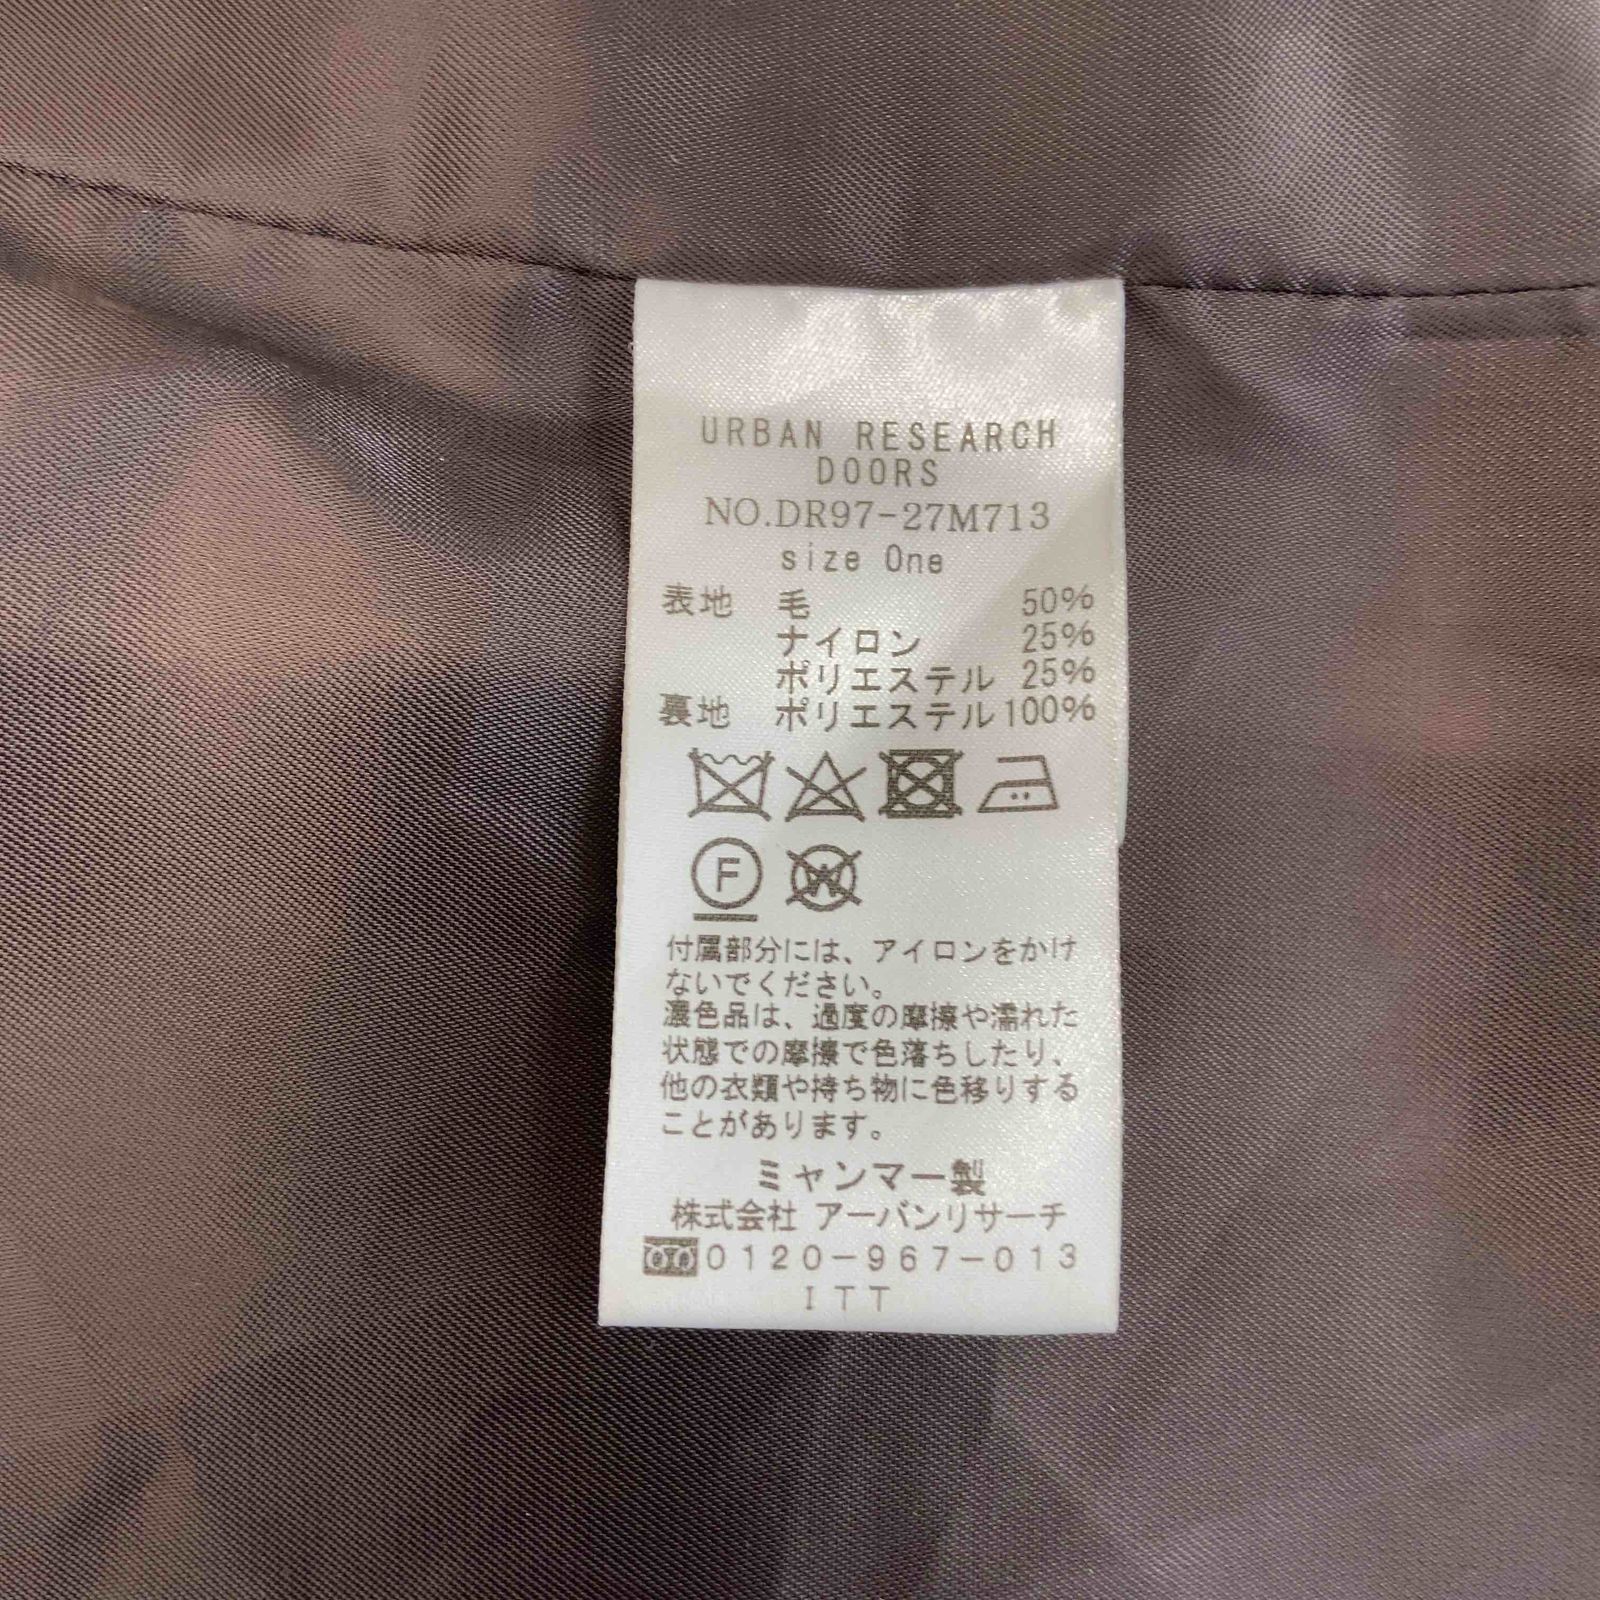 URBAN RESEARCH
DOORS
NO.DR97-27M713
size One
表地 毛 50%
ナイロン 25%
ポリエステル 25%
裏地 ポリエステル 100%
F
W
付属部分には、アイロンをかけ
ないでください。
濃色品は、過度の摩擦や濡れた
状態での摩擦で色落ちしたり、
他の衣類や持ち物に色移りする
ことがあります。
ミャンマー製
株式会社 アーバンリサーチ
0120-967-013
ITT